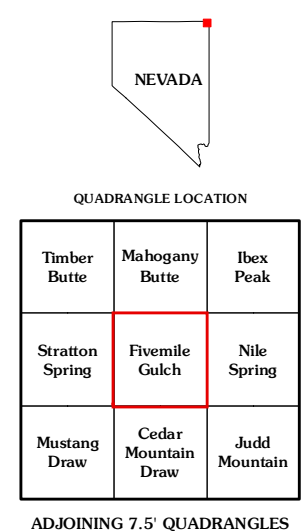 NEVADA
QUADRANGLE LOCATION
Timber
Butte
Mahogany
Butte
Ibex
Peak
Stratton
Spring
Fivemile
Gulch
Nile
Spring
Mustang
Draw
Cedar
Mountain
Draw
Judd
Mountain
ADJOINING 7.5' QUADRANGLES